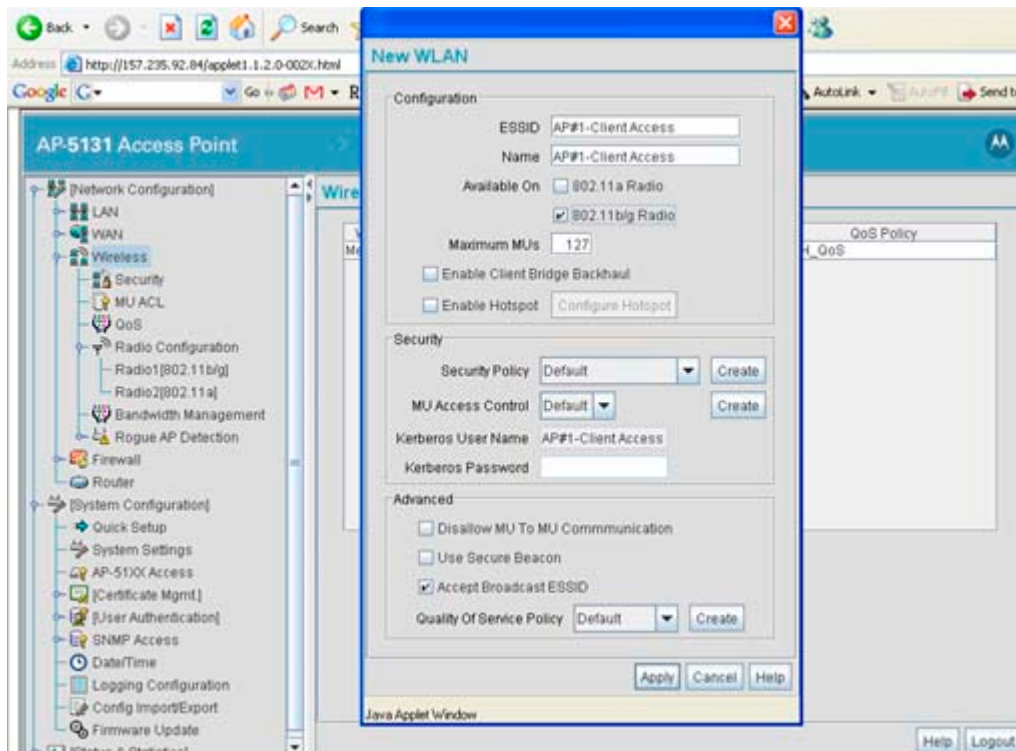 Back
Search
Address http://157.235.92.84/applet1.1.2.0-002X.html
Google G Go R AutoLink AutoFill Send to
AP-5131 Access Point
[Network Configuration]
LAN
WAN
Wireless
Security
MU ACL
QoS
Radio Configuration
Radio1[802.11b/g]
Radio2[802.11a]
Bandwidth Management
Rogue AP Detection
Firewall
Router
[System Configuration]
Quick Setup
System Settings
AP-51XX Access
[Certificate Mgmt.]
[User Authentication]
SNMP Access
Date/Time
Logging Configuration
Config Import/Export
Firmware Update
[Status & Statistics]
Wire
QoS Policy
New WLAN
Configuration
ESSID AP#1-Client Access
Name AP#1-Client Access
Available On 802.11a Radio
802.11b/g Radio
Maximum MUs 127
Enable Client Bridge Backhaul
Enable Hotspot Configure Hotspot
Security
Security Policy Default Create
MU Access Control Default Create
Kerberos User Name AP#1-Client Access
Kerberos Password
Advanced
Disallow MU To MU Commmunication
Use Secure Beacon
Accept Broadcast ESSID
Quality Of Service Policy Default Create
Apply Cancel Help
Java Applet Window
Help Logout